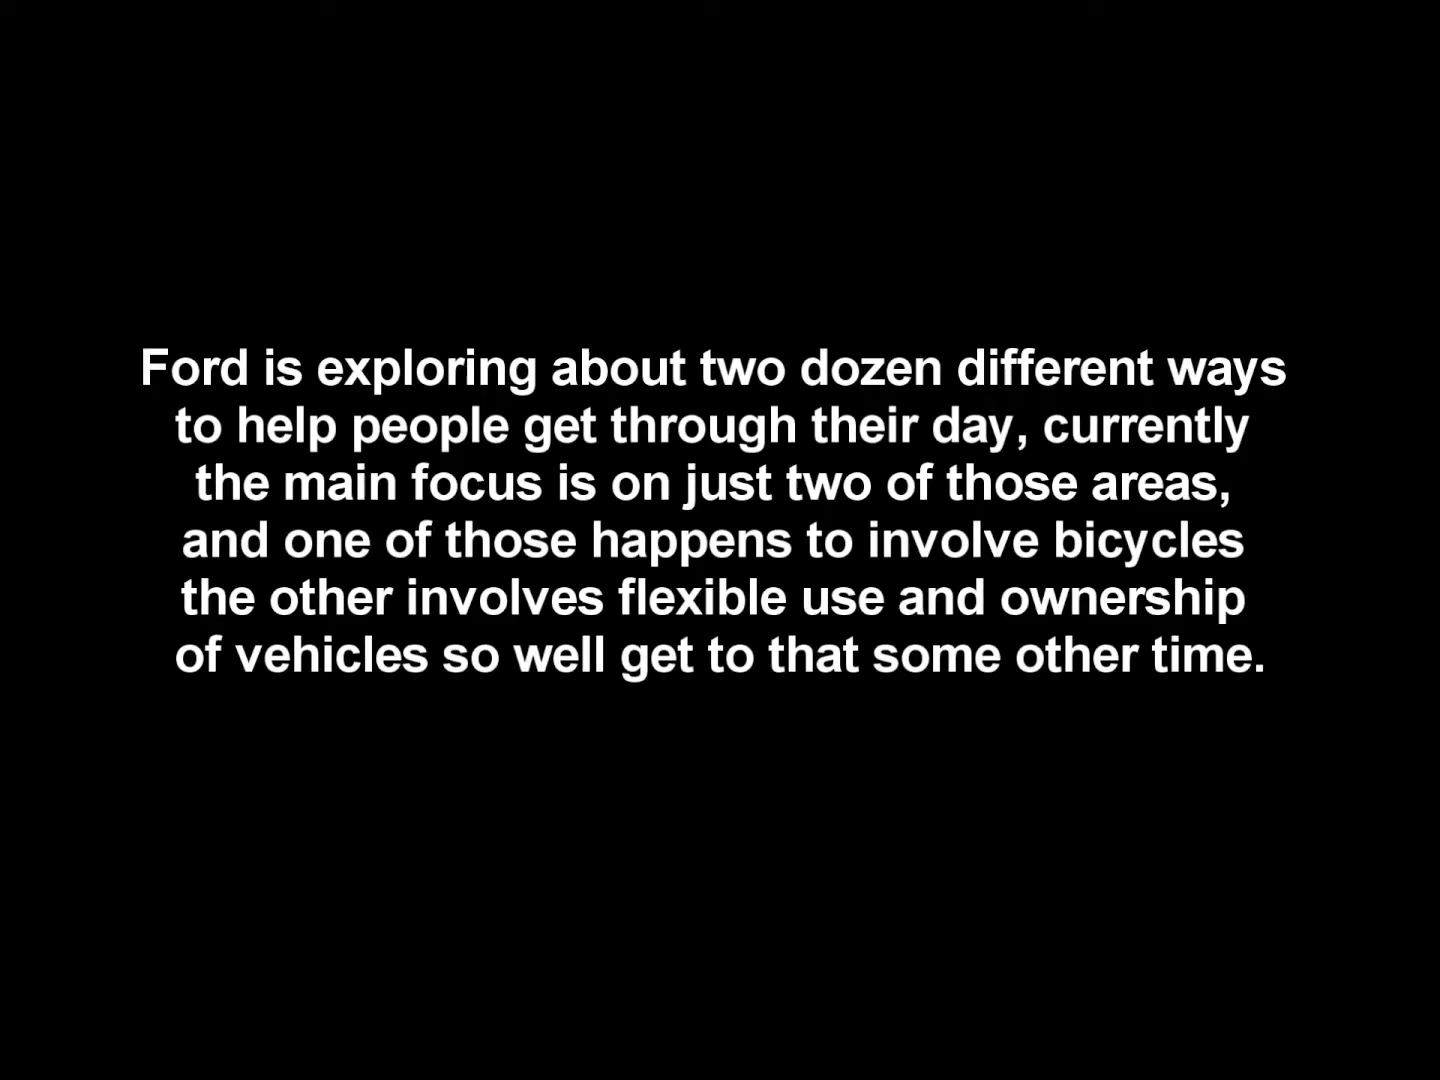 Ford is exploring about two dozen different ways
to help people get through their day, currently
the main focus is on just two of those areas,
and one of those happens to involve bicycles
the other involves flexible use and ownership
of vehicles so well get to that some other time.